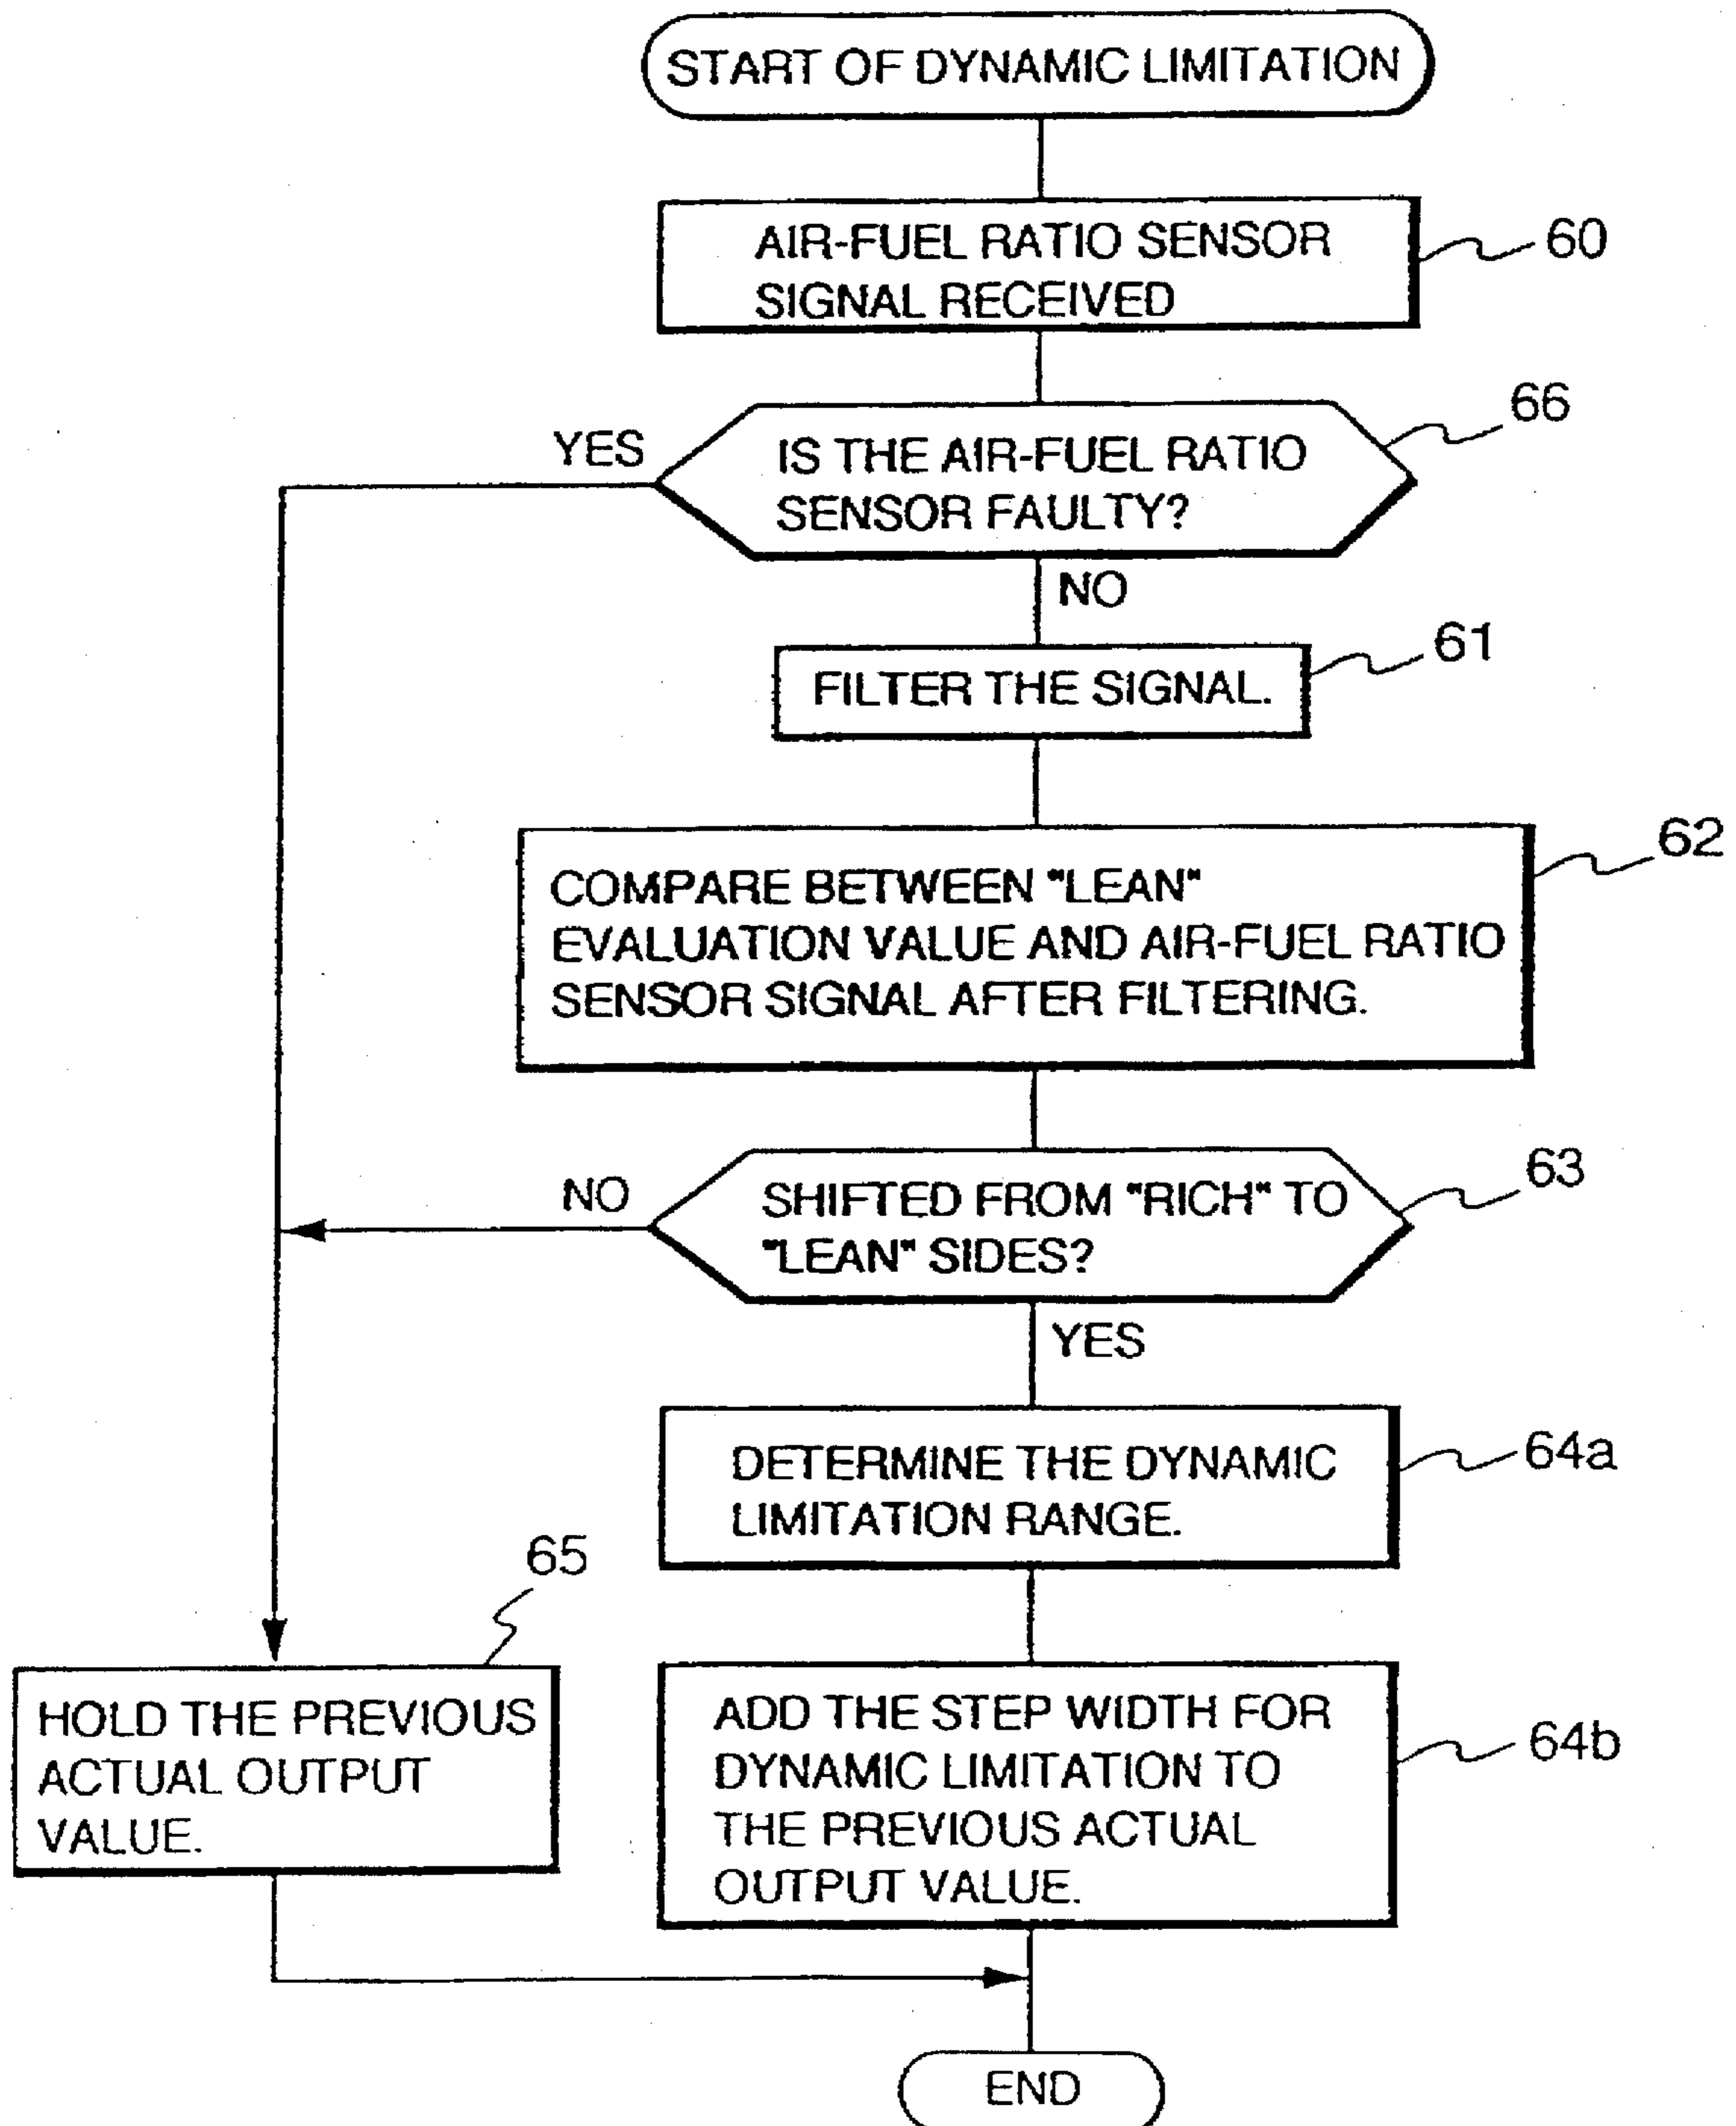 START OF DYNAMIC LIMITATION
AIR-FUEL RATIO SENSOR
SIGNAL RECEIVED
60
66
YES
IS THE AIR-FUEL RATIO
SENSOR FAULTY?
NO
61
FILTER THE SIGNAL.
62
COMPARE BETWEEN "LEAN"
EVALUATION VALUE AND AIR-FUEL RATIO
SENSOR SIGNAL AFTER FILTERING.
63
NO
SHIFTED FROM "RICH" TO
"LEAN" SIDES?
YES
64a
DETERMINE THE DYNAMIC
LIMITATION RANGE.
65
HOLD THE PREVIOUS
ACTUAL OUTPUT
VALUE.
ADD THE STEP WIDTH FOR
DYNAMIC LIMITATION TO
THE PREVIOUS ACTUAL
OUTPUT VALUE.
64b
END